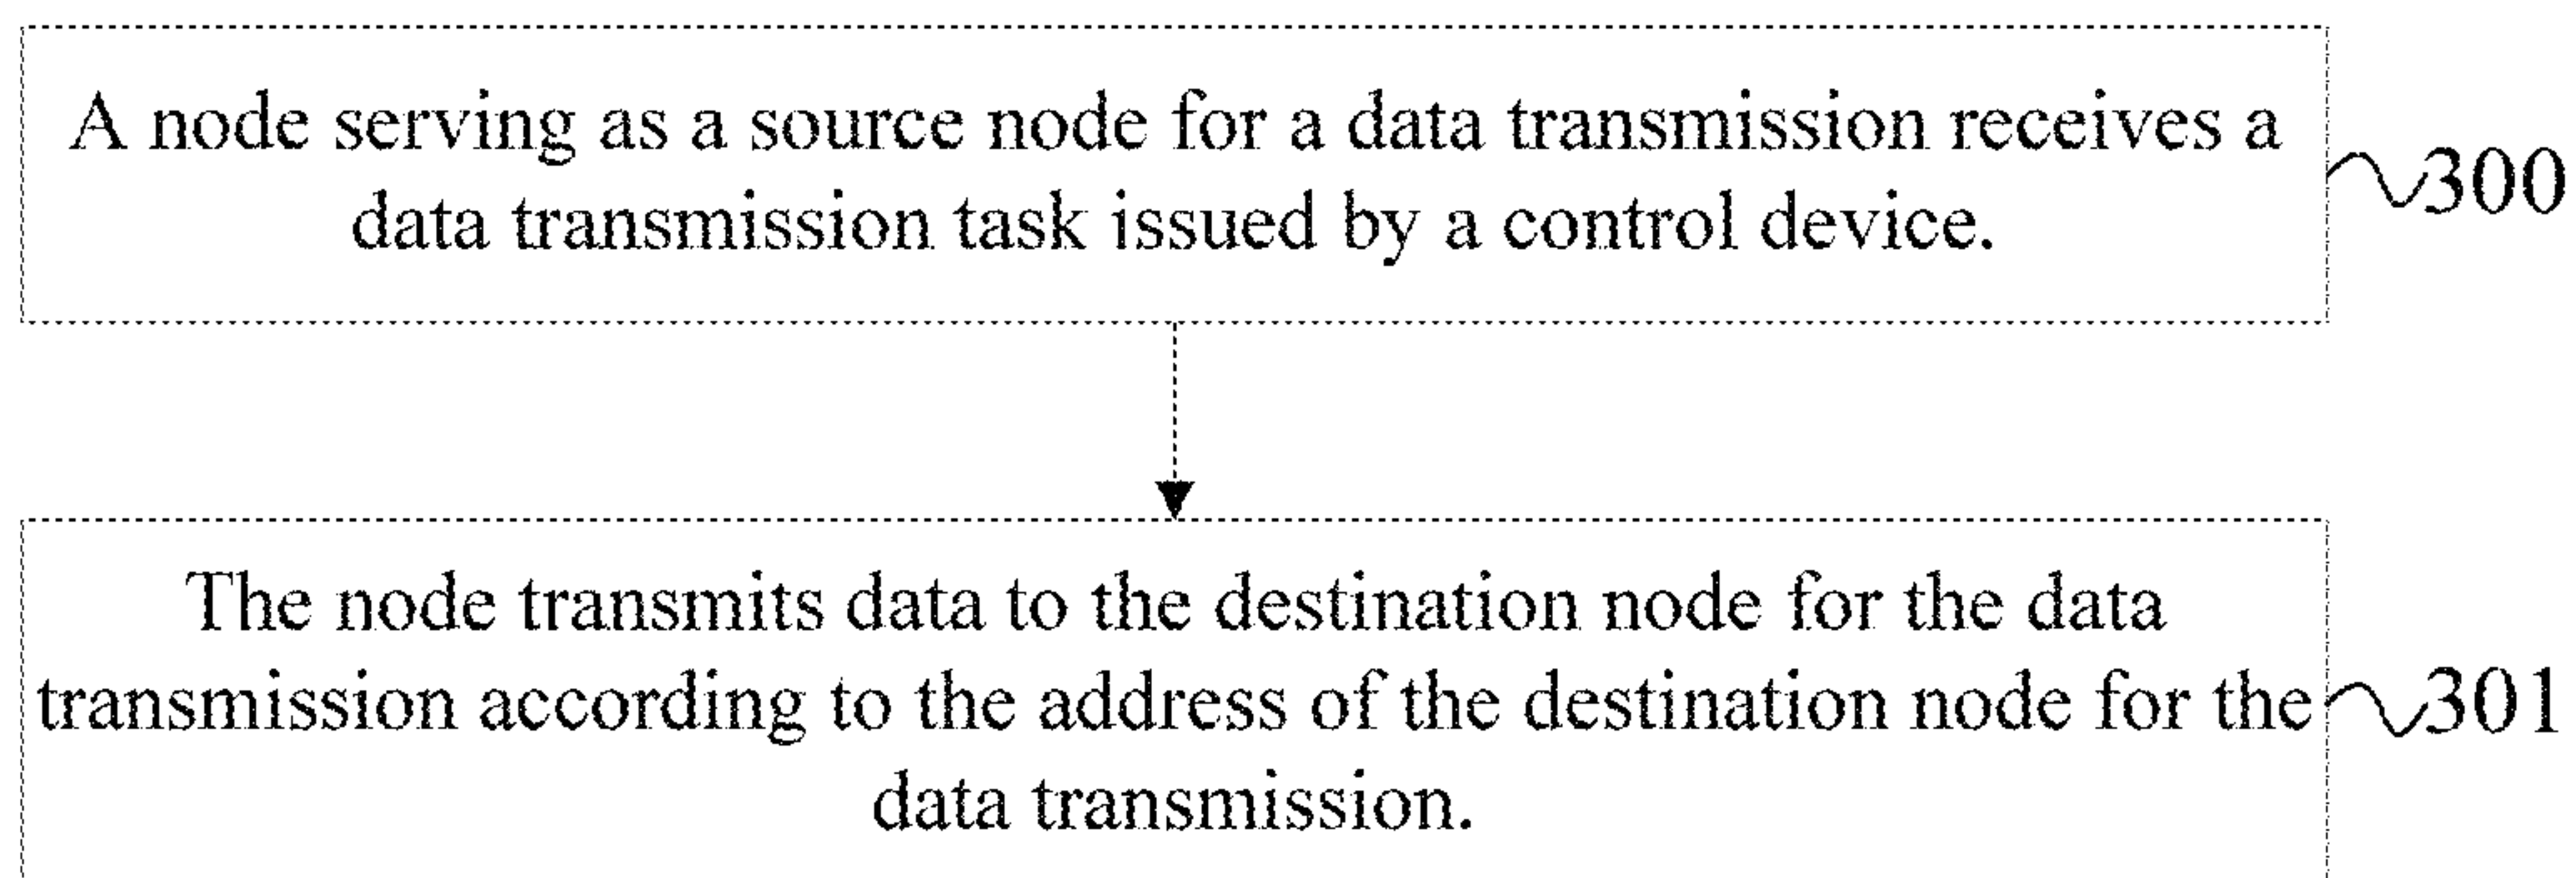 A node serving as a source node for a data transmission receives a
data transmission task issued by a control device.
300
The node transmits data to the destination node for the data
transmission according to the address of the destination node for the
301
data transmission.